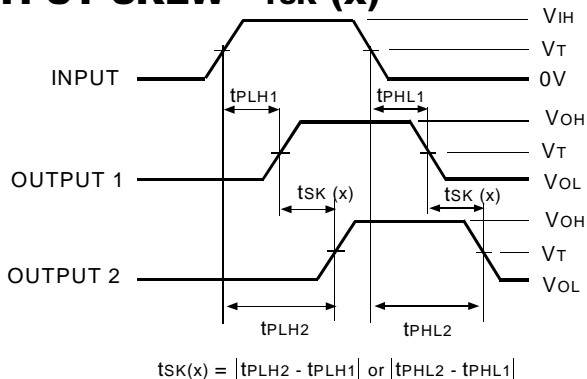 SKEW - tSK (x)
VIH
VT
INPUT
0V
tPLH1
tPHL1
VOH
VT
OUTPUT 1
VOL
tSK (x)
tSK (x)
VOH
VT
OUTPUT 2
VOL
tPLH2
tPHL2
tSK(x) = |tPLH2 - tPLH1| or |tPHL2 - tPHL1|